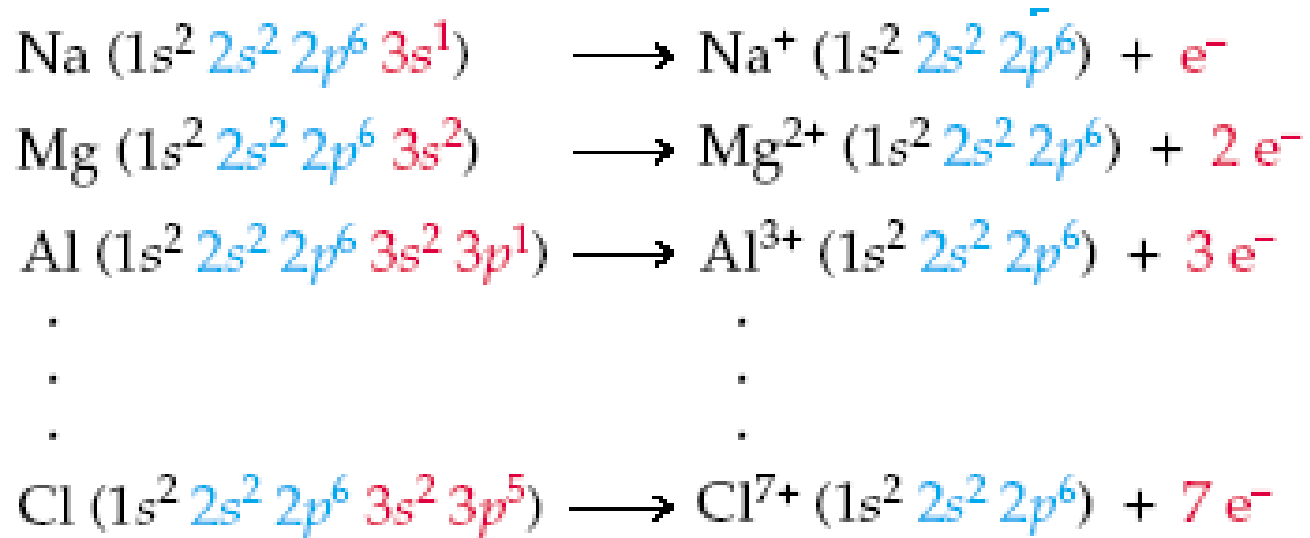 Na (1s² 2s² 2p⁶ 3s¹) ⟶ Na⁺ (1s² 2s² 2p⁶) + e⁻
Mg (1s² 2s² 2p⁶ 3s²) ⟶ Mg²⁺ (1s² 2s² 2p⁶) + 2 e⁻
Al (1s² 2s² 2p⁶ 3s² 3p¹) ⟶ Al³⁺ (1s² 2s² 2p⁶) + 3 e⁻
. .
. .
. .
Cl (1s² 2s² 2p⁶ 3s² 3p⁵) ⟶ Cl⁷⁺ (1s² 2s² 2p⁶) + 7 e⁻